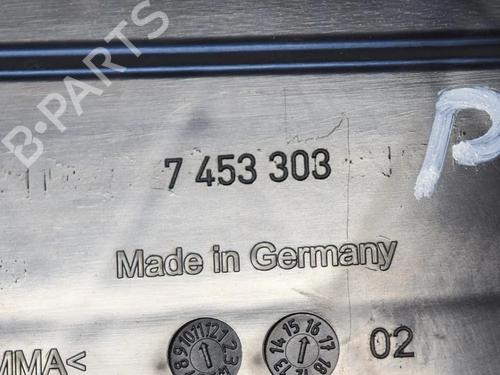 B-PARTS
7 453 303
P
Made in Germany
MMA< 02